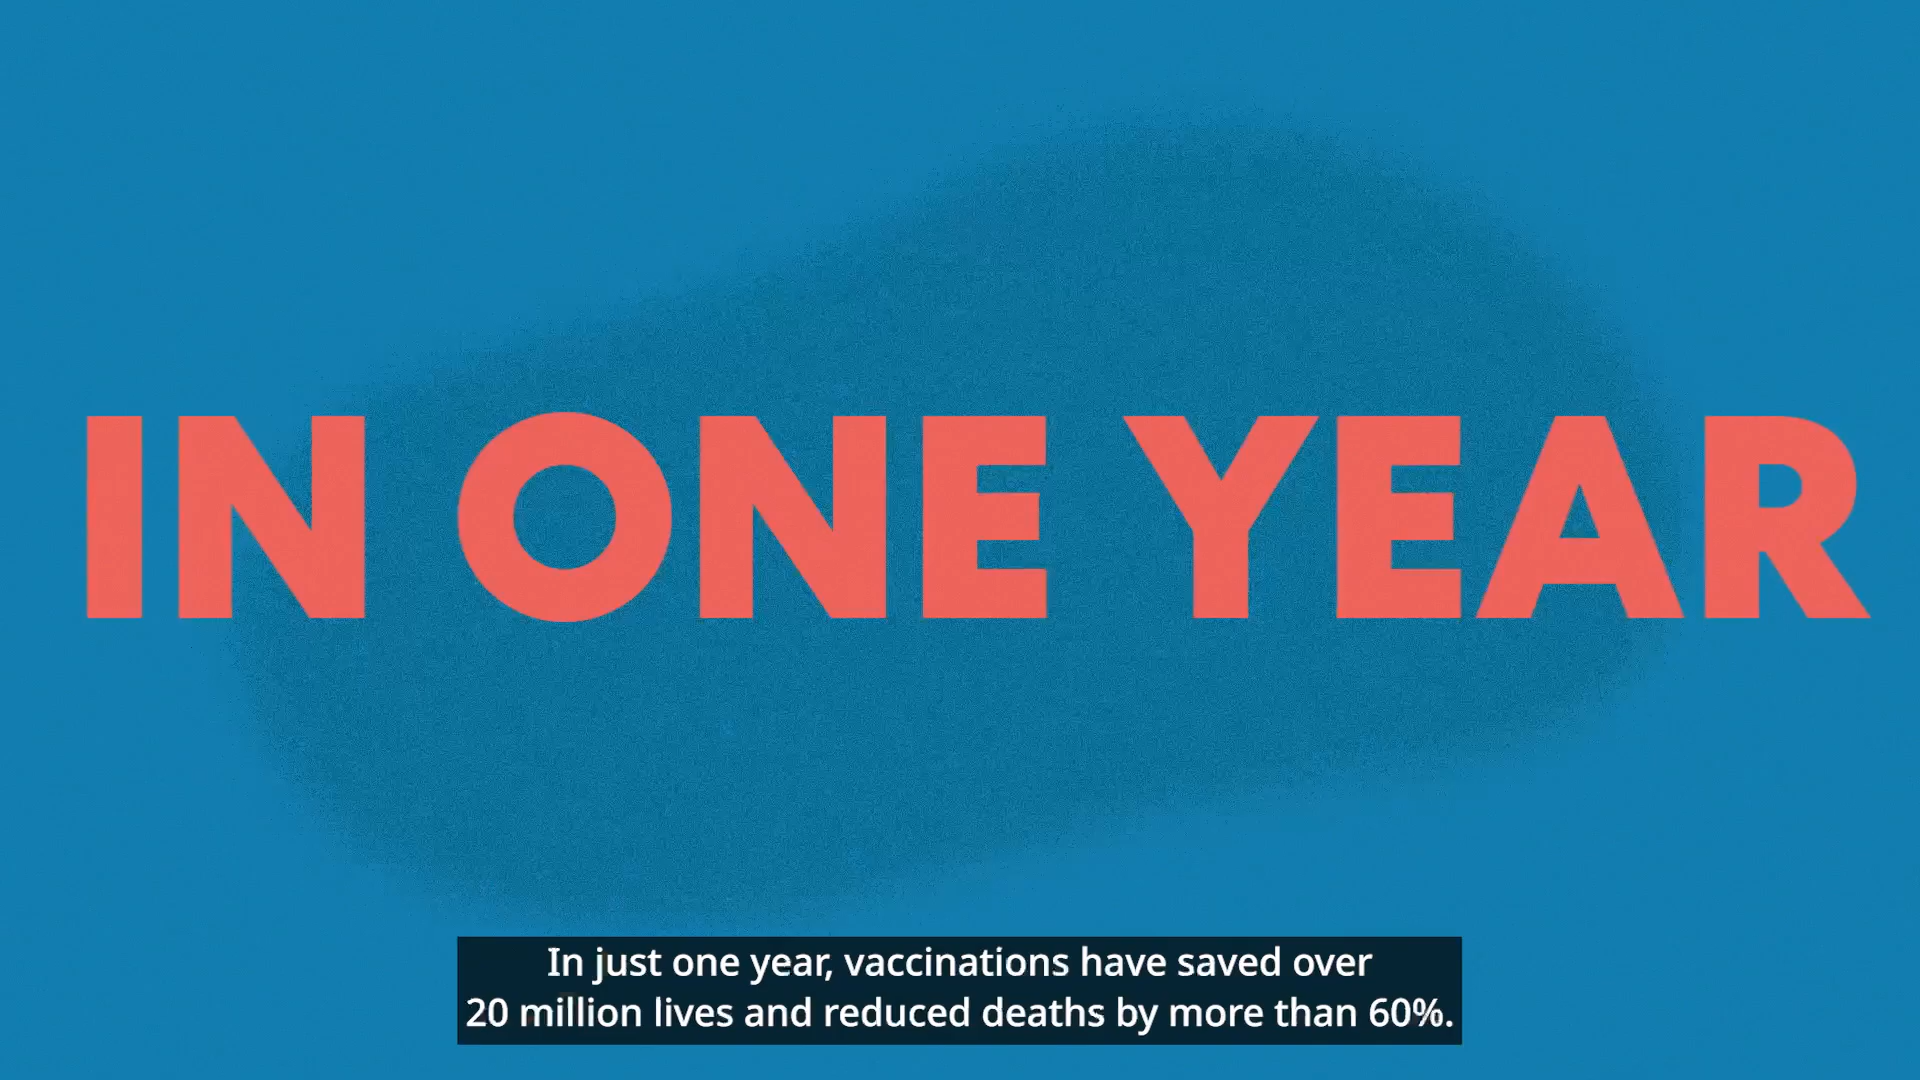 IN ONE YEAR
In just one year, vaccinations have saved over
20 million lives and reduced deaths by more than 60%.